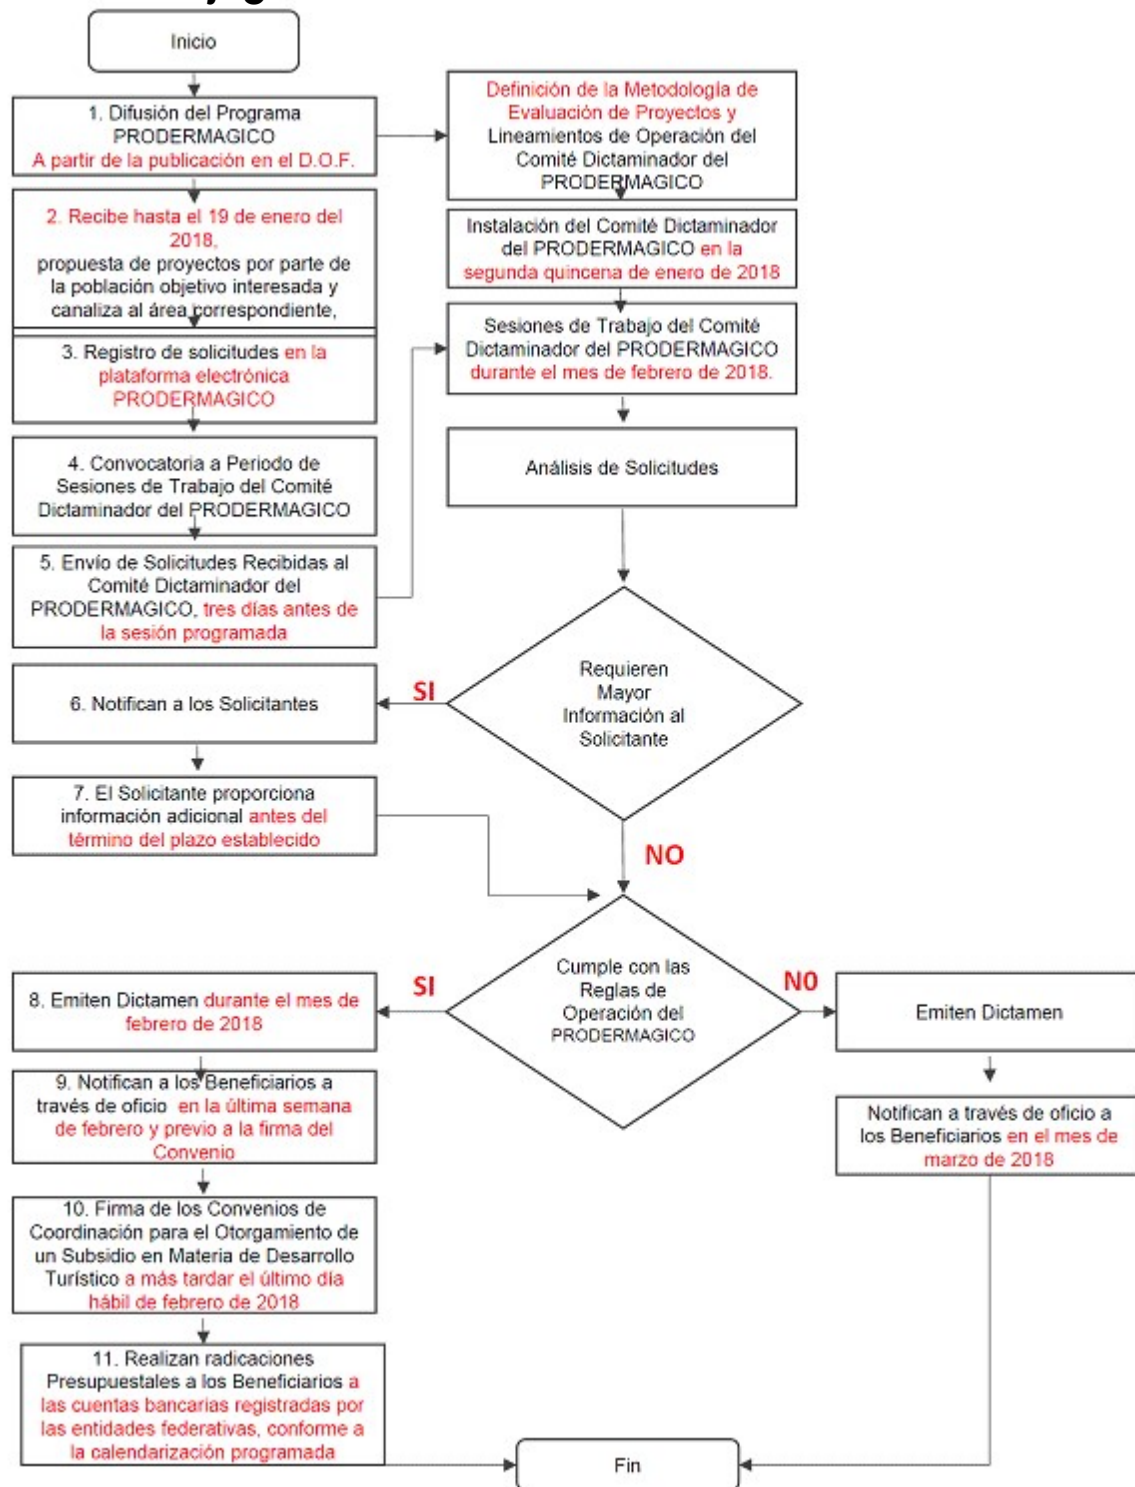 Inicio
1. Difusión del Programa
PRODERMAGICO
A partir de la publicación en el D.O.F.
2. Recibe hasta el 19 de enero del
2018,
propuesta de proyectos por parte de
la población objetivo interesada y
canaliza al área correspondiente,
3. Registro de solicitudes en la
plataforma electrónica
PRODERMAGICO
4. Convocatoria a Periodo de
Sesiones de Trabajo del Comité
Dictaminador del PRODERMAGICO
5. Envío de Solicitudes Recibidas al
Comité Dictaminador del
PRODERMAGICO, tres días antes de
la sesión programada
Definición de la Metodología de
Evaluación de Proyectos y
Lineamientos de Operación del
Comité Dictaminador del
PRODERMAGICO
Instalación del Comité Dictaminador
del PRODERMAGICO en la
segunda quincena de enero de 2018
Sesiones de Trabajo del Comité
Dictaminador del PRODERMAGICO
durante el mes de febrero de 2018.
Análisis de Solicitudes
Requieren
Mayor
Información al
Solicitante
SI
6. Notifican a los Solicitantes
7. El Solicitante proporciona
información adicional antes del
término del plazo establecido
NO
Cumple con las
Reglas de
Operación del
PRODERMAGICO
SI
8. Emiten Dictamen durante el mes de
febrero de 2018
9. Notifican a los Beneficiarios a
través de oficio en la última semana
de febrero y previo a la firma del
Convenio
10. Firma de los Convenios de
Coordinación para el Otorgamiento de
un Subsidio en Materia de Desarrollo
Turístico a más tardar el último día
hábil de febrero de 2018
11. Realizan radicaciones
Presupuestales a los Beneficiarios a
las cuentas bancarias registradas por
las entidades federativas, conforme a
la calendarización programada
N0
Emiten Dictamen
Notifican a través de oficio a
los Beneficiarios en el mes de
marzo de 2018
Fin